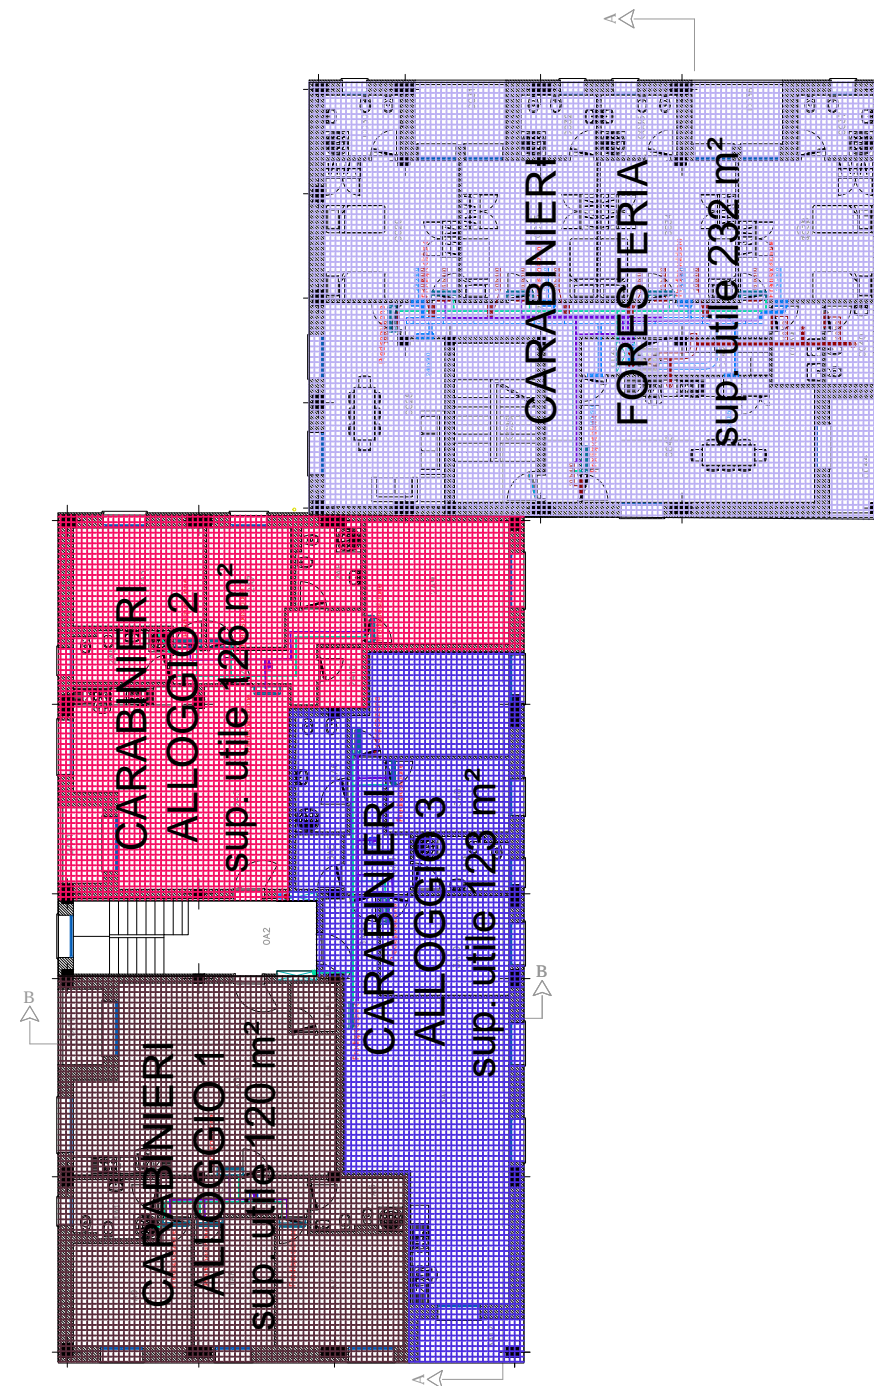 A
CARABINIERI
FORESTERIA
sup. utile 232 m²
CARABINIERI
ALLOGGIO 2
sup. utile 126 m²
CARABINIERI
ALLOGGIO 3
sup. utile 123 m²
0A2
B
B
CARABINIERI
ALLOGGIO 1
sup. utile 120 m²
A